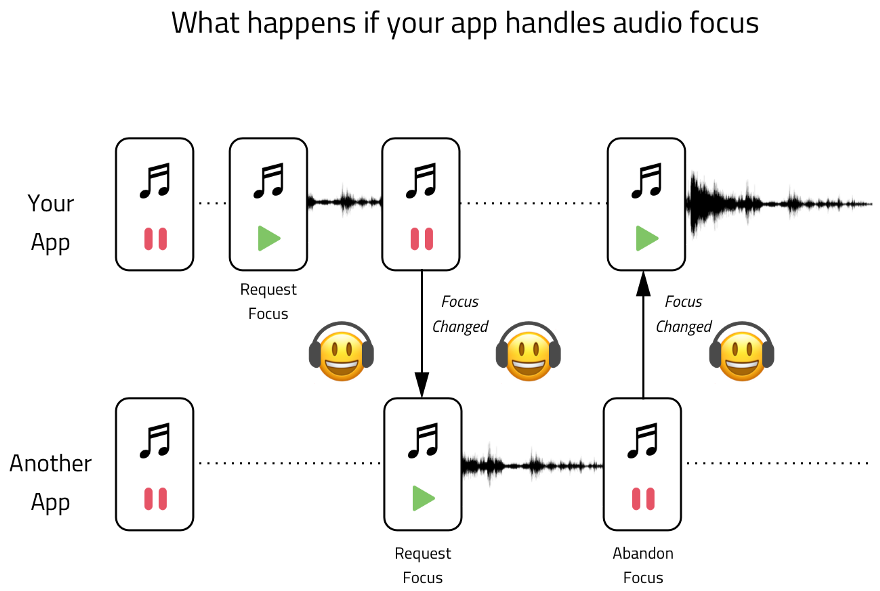 What happens if your app handles audio focus
Your
App
Request
Focus
Focus
Changed
Focus
Changed
Another
App
Request
Focus
Abandon
Focus